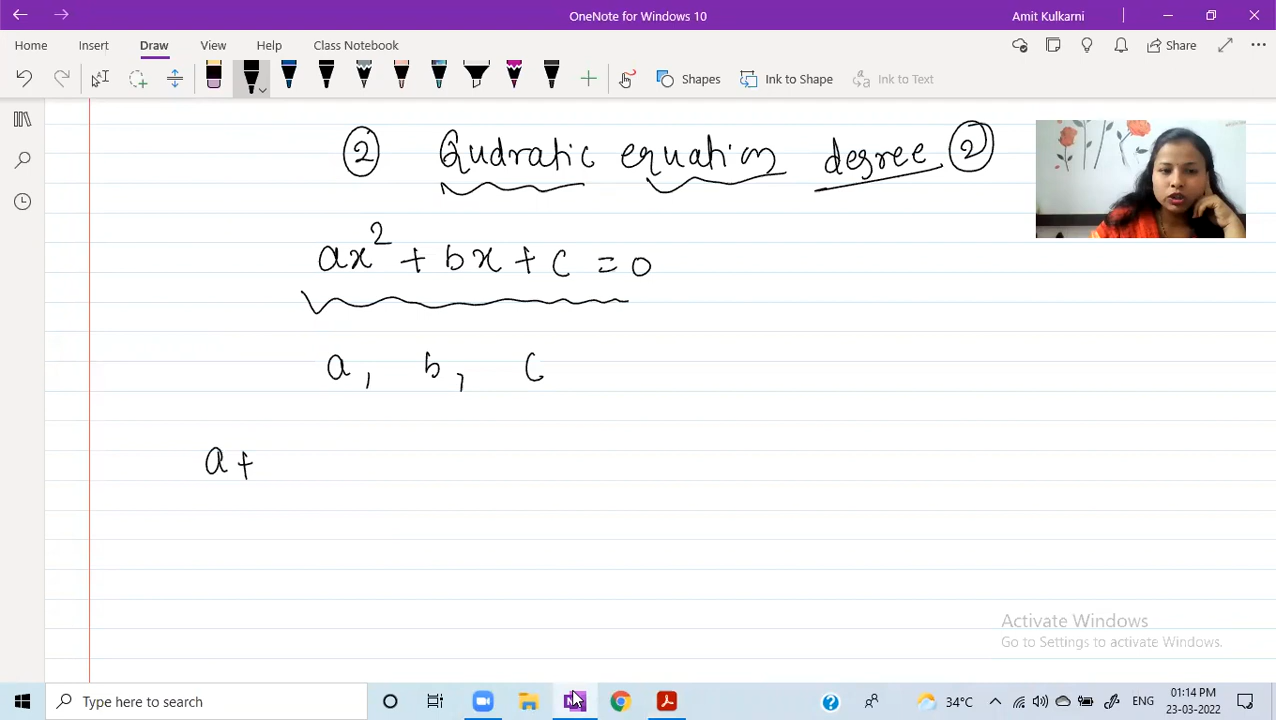 OneNote for Windows 10
Amit Kulkarni
Home Insert Draw View Help Class Notebook Share
Shapes Ink to Shape Ink to Text
② Qudratic equation degree ②
ax² + bx + c = 0
a, b, c
a +
Activate Windows
Go to Settings to activate Windows.
Type here to search
34°C ENG 01:14 PM
23-03-2022